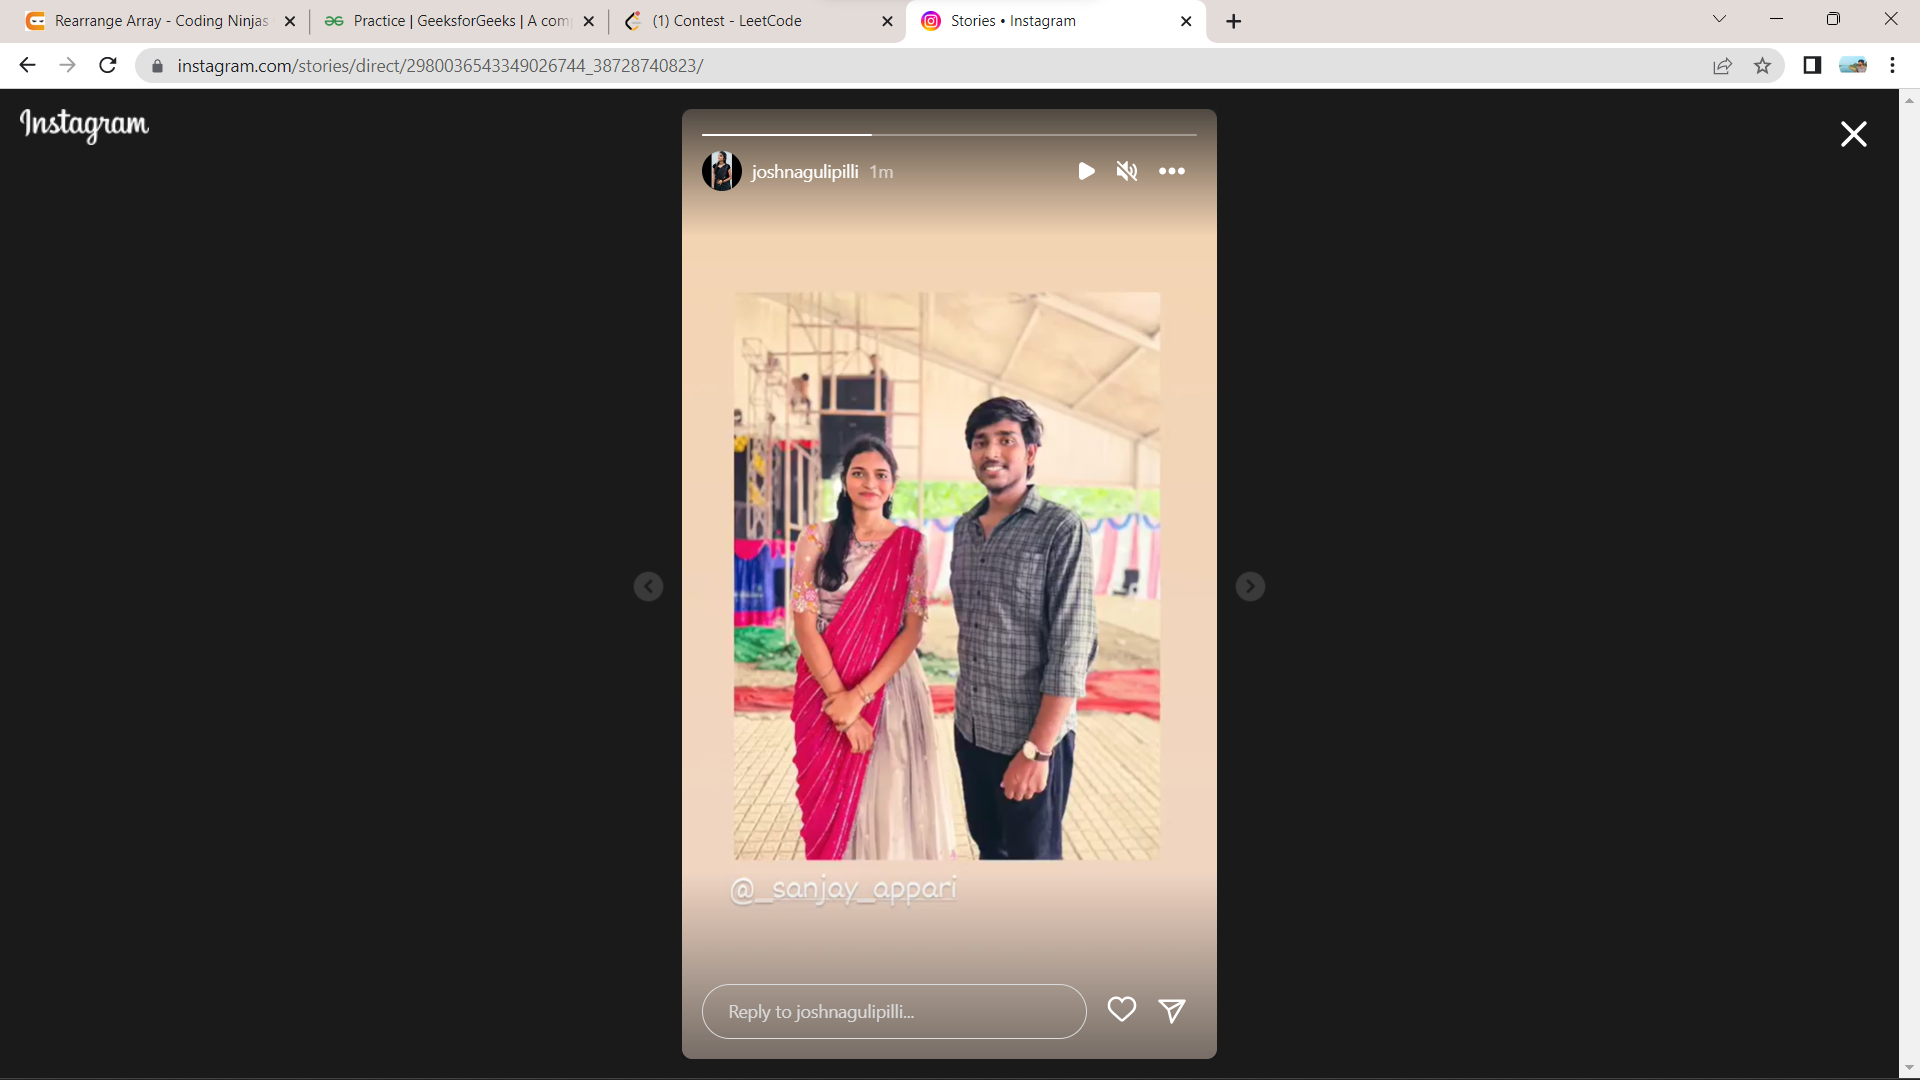 Rearrange Array - Coding Ninjas
Practice | GeeksforGeeks | A com
(1) Contest - LeetCode
Stories • Instagram
instagram.com/stories/direct/2980036543349026744_38728740823/
Instagram
joshnagulipilli 1m
@_sanjay_appari
Reply to joshnagulipilli...